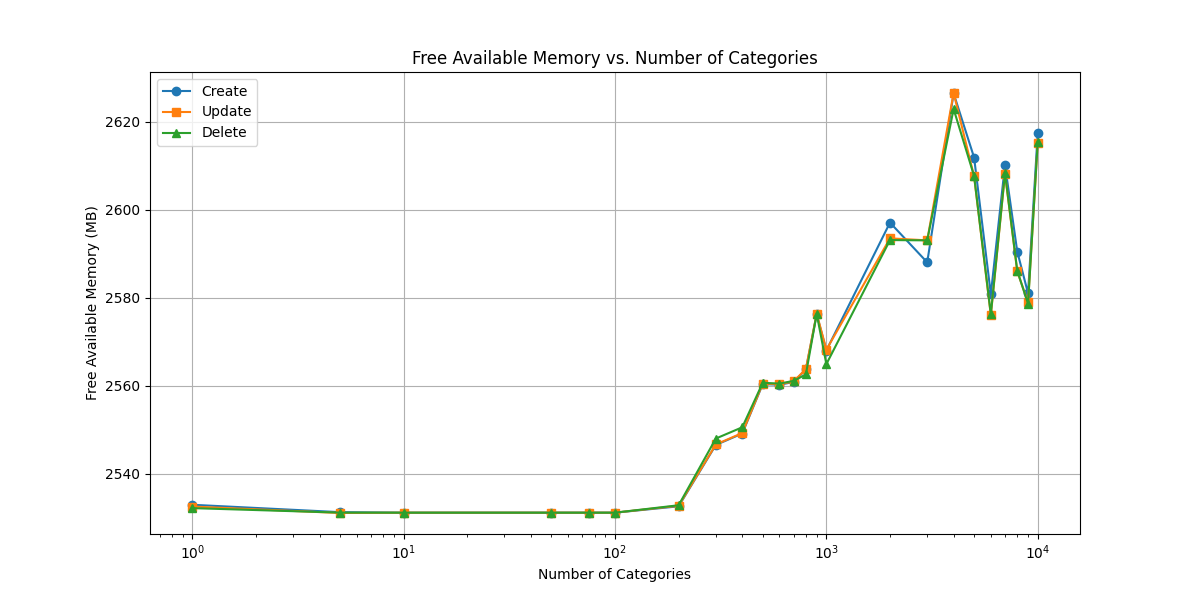 Free Available Memory vs. Number of Categories
Create
Update
Delete
Free Available Memory (MB)
2620
2600
2580
2560
2540
10⁰ 10¹ 10² 10³ 10⁴
Number of Categories